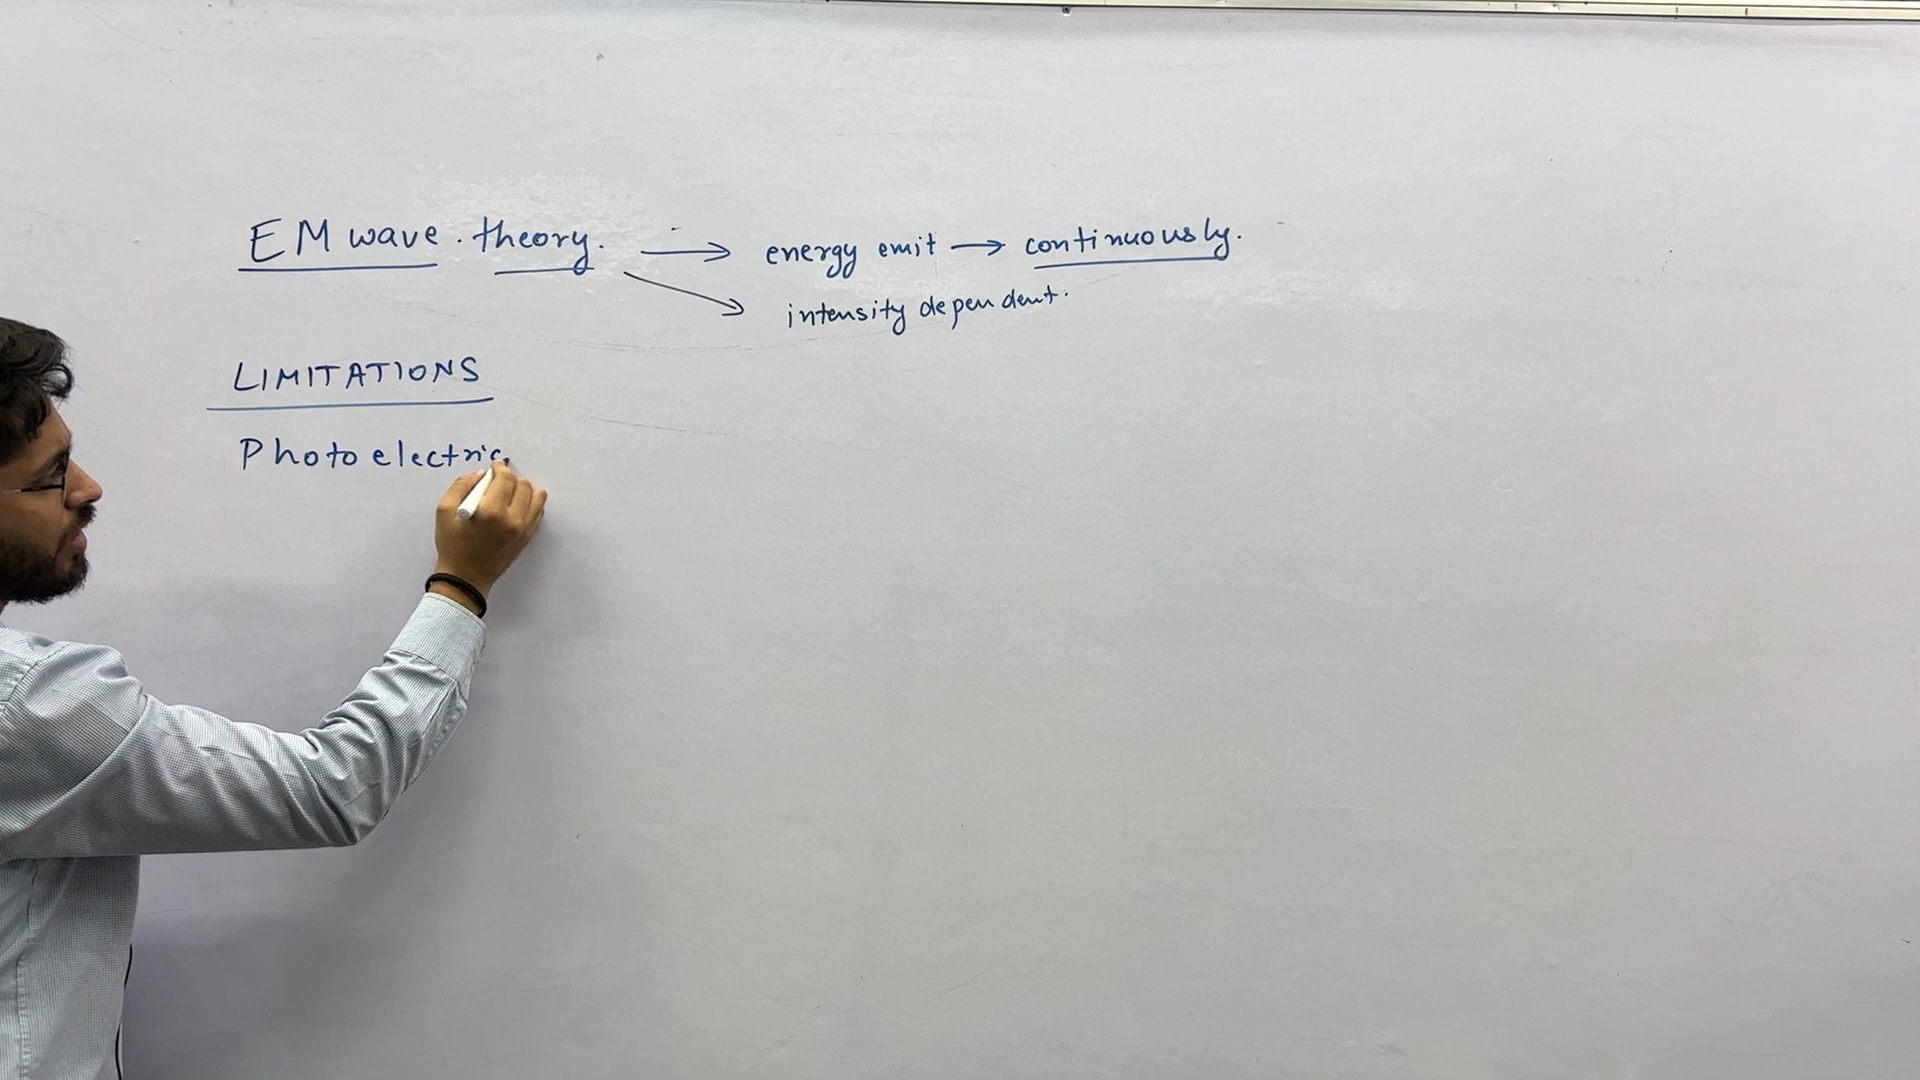 EM wave. theory. → energy emit → continuously.
→ intensity dependent.
LIMITATIONS
Photo electric